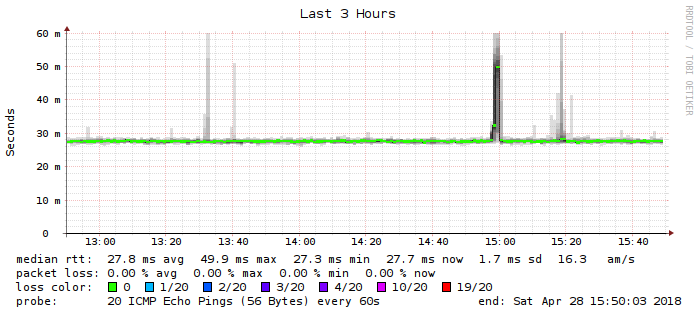 Last 3 Hours
RRDTOOL / TOBI OETIKER
Seconds
60 m
50 m
40 m
30 m
20 m
10 m
0
13:00 13:20 13:40 14:00 14:20 14:40 15:00 15:20 15:40
median rtt: 27.8 ms avg 49.9 ms max 27.3 ms min 27.7 ms now 1.7 ms sd 16.3 am/s
packet loss: 0.00 % avg 0.00 % max 0.00 % min 0.00 % now
loss color: 0 1/20 2/20 3/20 4/20 10/20 19/20
probe: 20 ICMP Echo Pings (56 Bytes) every 60s end: Sat Apr 28 15:50:03 2018